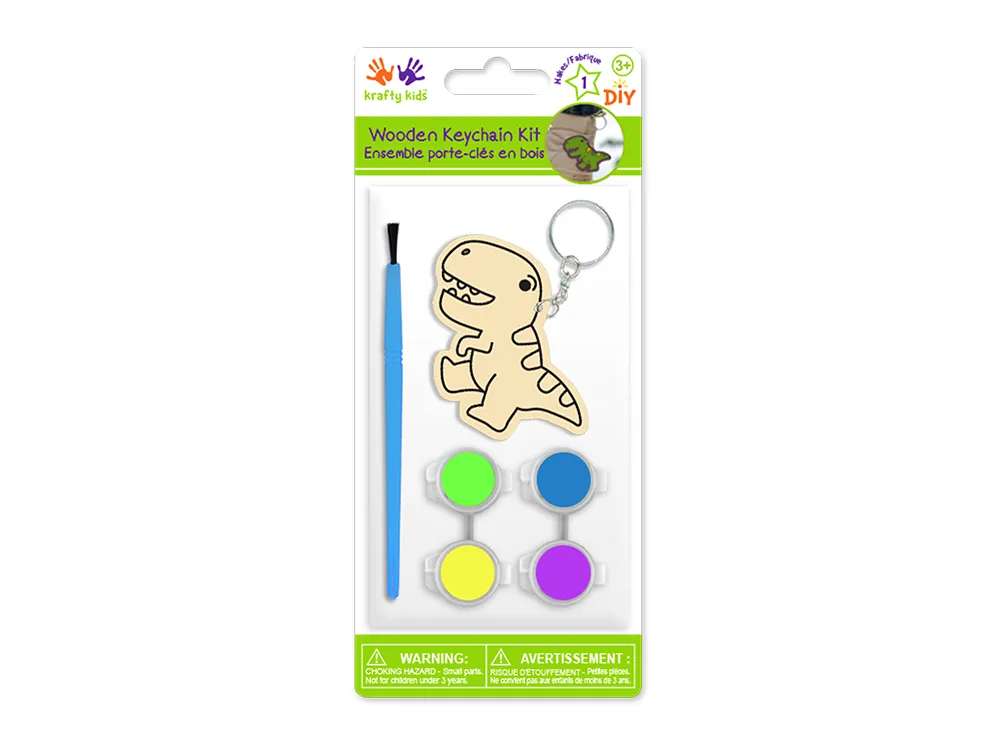 krafty kids™
Makes/Fabrique
1
3+
DIY
Wooden Keychain Kit
Ensemble porte-clés en bois
WARNING:
CHOKING HAZARD - Small parts.
Not for children under 3 years.
AVERTISSEMENT :
RISQUE D'ÉTOUFFEMENT - Petites pièces.
Ne convient pas aux enfants de moins de 3 ans.